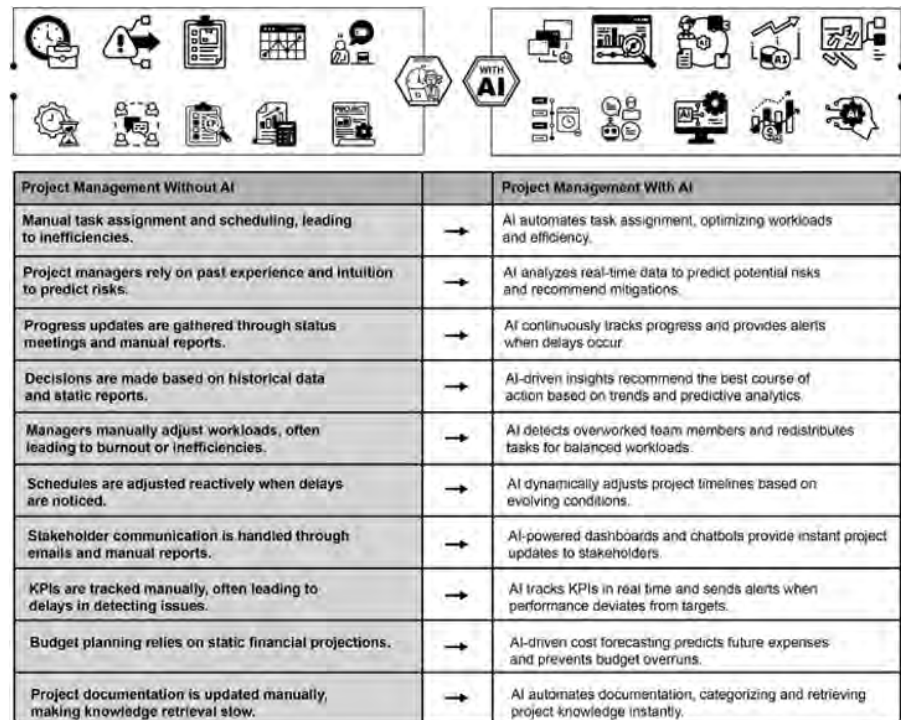 WITH
AI
AI
AI
AI
AI
PROJECT
Project Management Without AI
Project Management With AI
Manual task assignment and scheduling, leading
to inefficiencies.
→
AI automates task assignment, optimizing workloads
and efficiency.
Project managers rely on past experience and intuition
to predict risks.
→
AI analyzes real-time data to predict potential risks
and recommend mitigations.
Progress updates are gathered through status
meetings and manual reports.
→
AI continuously tracks progress and provides alerts
when delays occur.
Decisions are made based on historical data
and static reports.
→
AI-driven insights recommend the best course of
action based on trends and predictive analytics.
Managers manually adjust workloads, often
leading to burnout or inefficiencies.
→
AI detects overworked team members and redistributes
tasks for balanced workloads.
Schedules are adjusted reactively when delays
are noticed.
→
AI dynamically adjusts project timelines based on
evolving conditions.
Stakeholder communication is handled through
emails and manual reports.
→
AI-powered dashboards and chatbots provide instant project
updates to stakeholders.
KPIs are tracked manually, often leading to
delays in detecting issues.
→
AI tracks KPIs in real time and sends alerts when
performance deviates from targets.
Budget planning relies on static financial projections.
→
AI-driven cost forecasting predicts future expenses
and prevents budget overruns.
Project documentation is updated manually,
making knowledge retrieval slow.
→
AI automates documentation, categorizing and retrieving
project knowledge instantly.